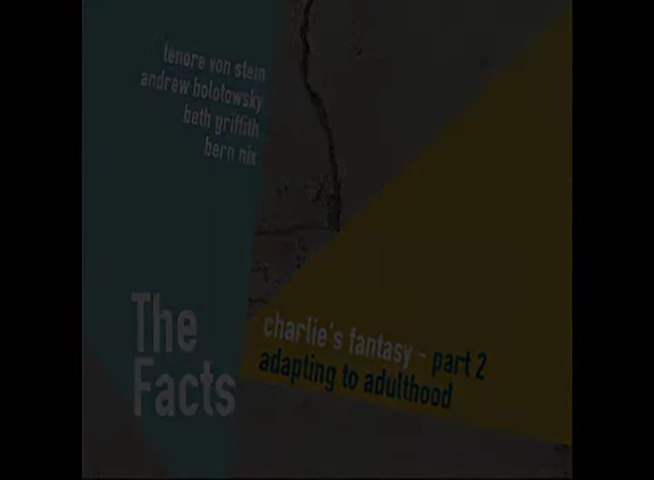 lenore von stein
andrew bolotowsky
beth griffith
bern nix
The
Facts
charlie's fantasy - part 2
adapting to adulthood